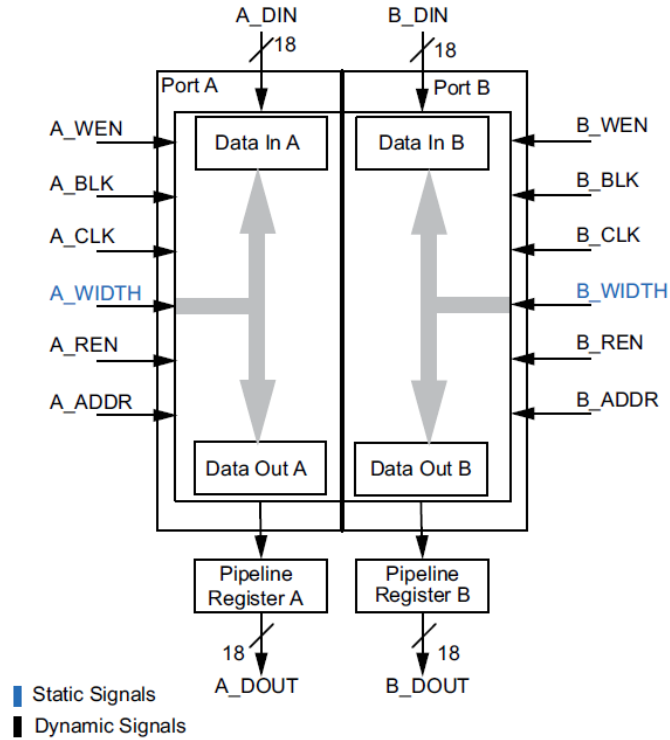 A_DIN
B_DIN
18
18
Port A
Port B
A_WEN
Data In A
Data In B
B_WEN
A_BLK
B_BLK
A_CLK
B_CLK
A_WIDTH
B_WIDTH
A_REN
B_REN
A_ADDR
B_ADDR
Data Out A
Data Out B
Pipeline
Register A
Pipeline
Register B
18
18
A_DOUT
B_DOUT
Static Signals
Dynamic Signals